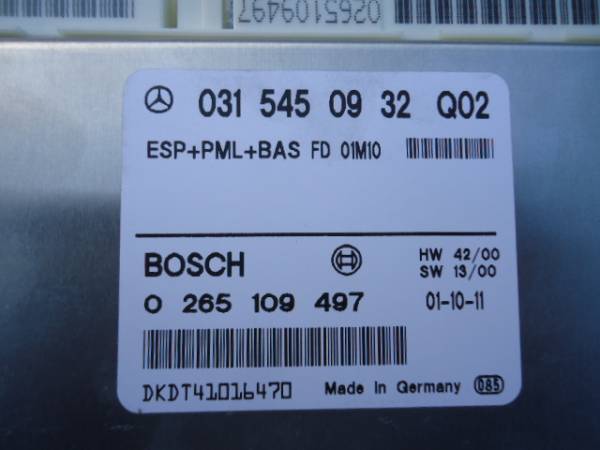 0265109497
031 545 09 32 Q02
ESP+PML+BAS FD 01M10
BOSCH
HW 42/00
SW 13/00
0 265 109 497
01-10-11
DKDT41016470
Made In Germany
085